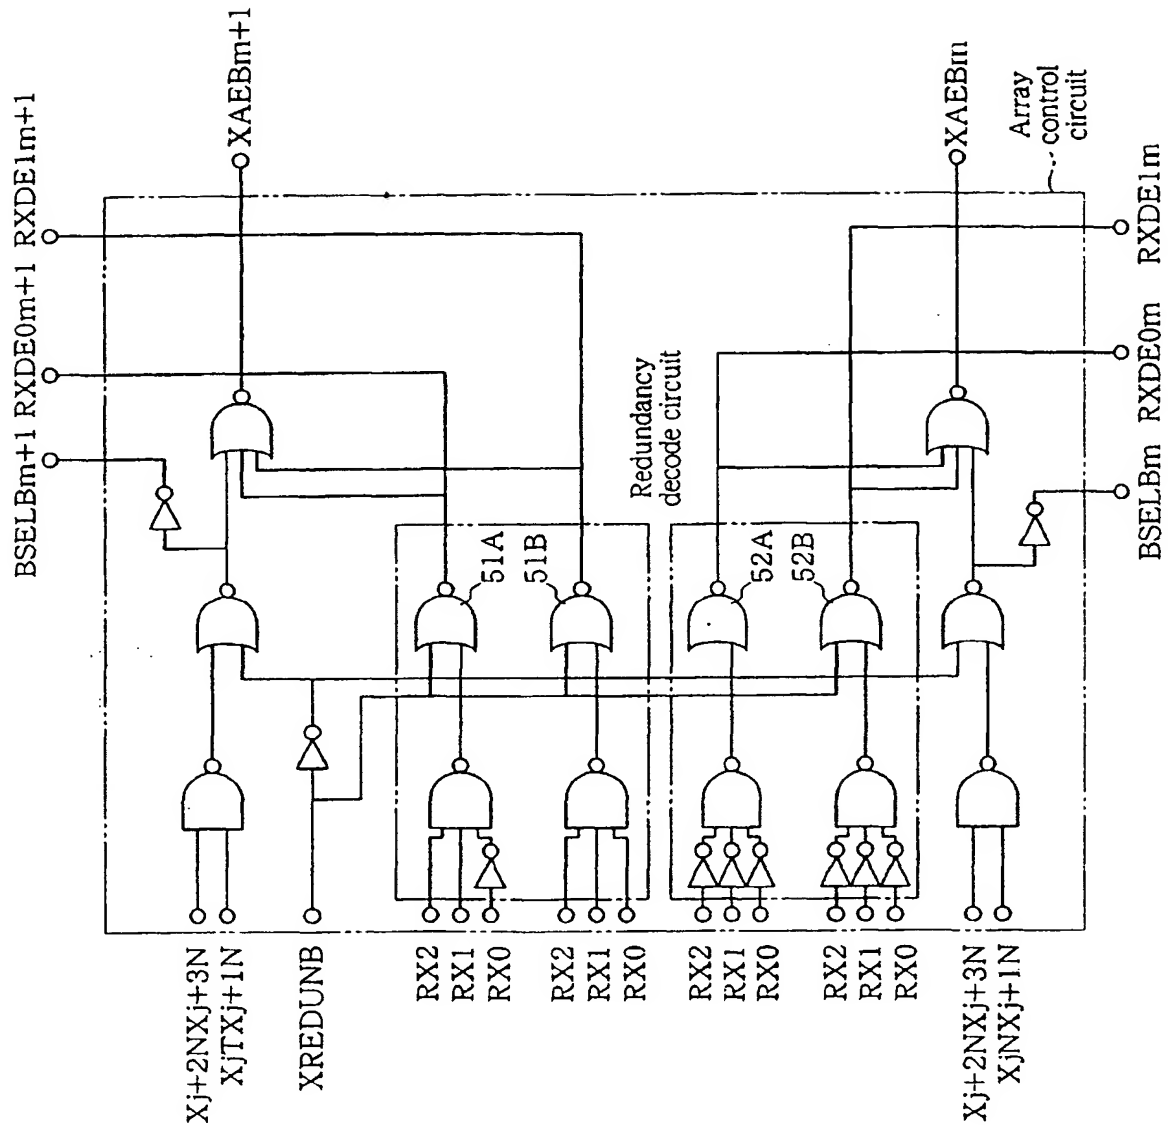 BSELBm+1
RXDE0m+1
RXDE1m+1
XAEBm+1
Xj+2NXj+3N
XjTXj+1N
XREDUNB
RX2
RX1
RX0
51A
RX2
RX1
RX0
51B
Redundancy
decode circuit
RX2
RX1
RX0
52A
RX2
RX1
RX0
52B
Xj+2NXj+3N
XjNXj+1N
XAEBm
Array
control
circuit
BSELBm
RXDE0m
RXDE1m